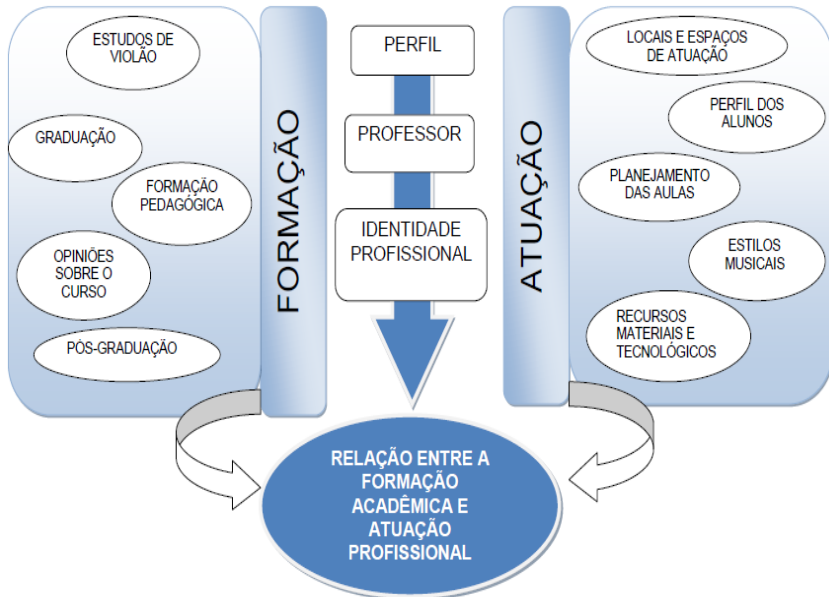 ESTUDOS DE
VIOLÃO
GRADUAÇÃO
FORMAÇÃO
PEDAGÓGICA
OPINIÕES
SOBRE O
CURSO
PÓS-GRADUAÇÃO
FORMAÇÃO
PERFIL
PROFESSOR
IDENTIDADE
PROFISSIONAL
ATUAÇÃO
LOCAIS E ESPAÇOS
DE ATUAÇÃO
PERFIL DOS
ALUNOS
PLANEJAMENTO
DAS AULAS
ESTILOS
MUSICAIS
RECURSOS
MATERIAIS E
TECNOLÓGICOS
RELAÇÃO ENTRE A
FORMAÇÃO
ACADÊMICA E
ATUAÇÃO
PROFISSIONAL